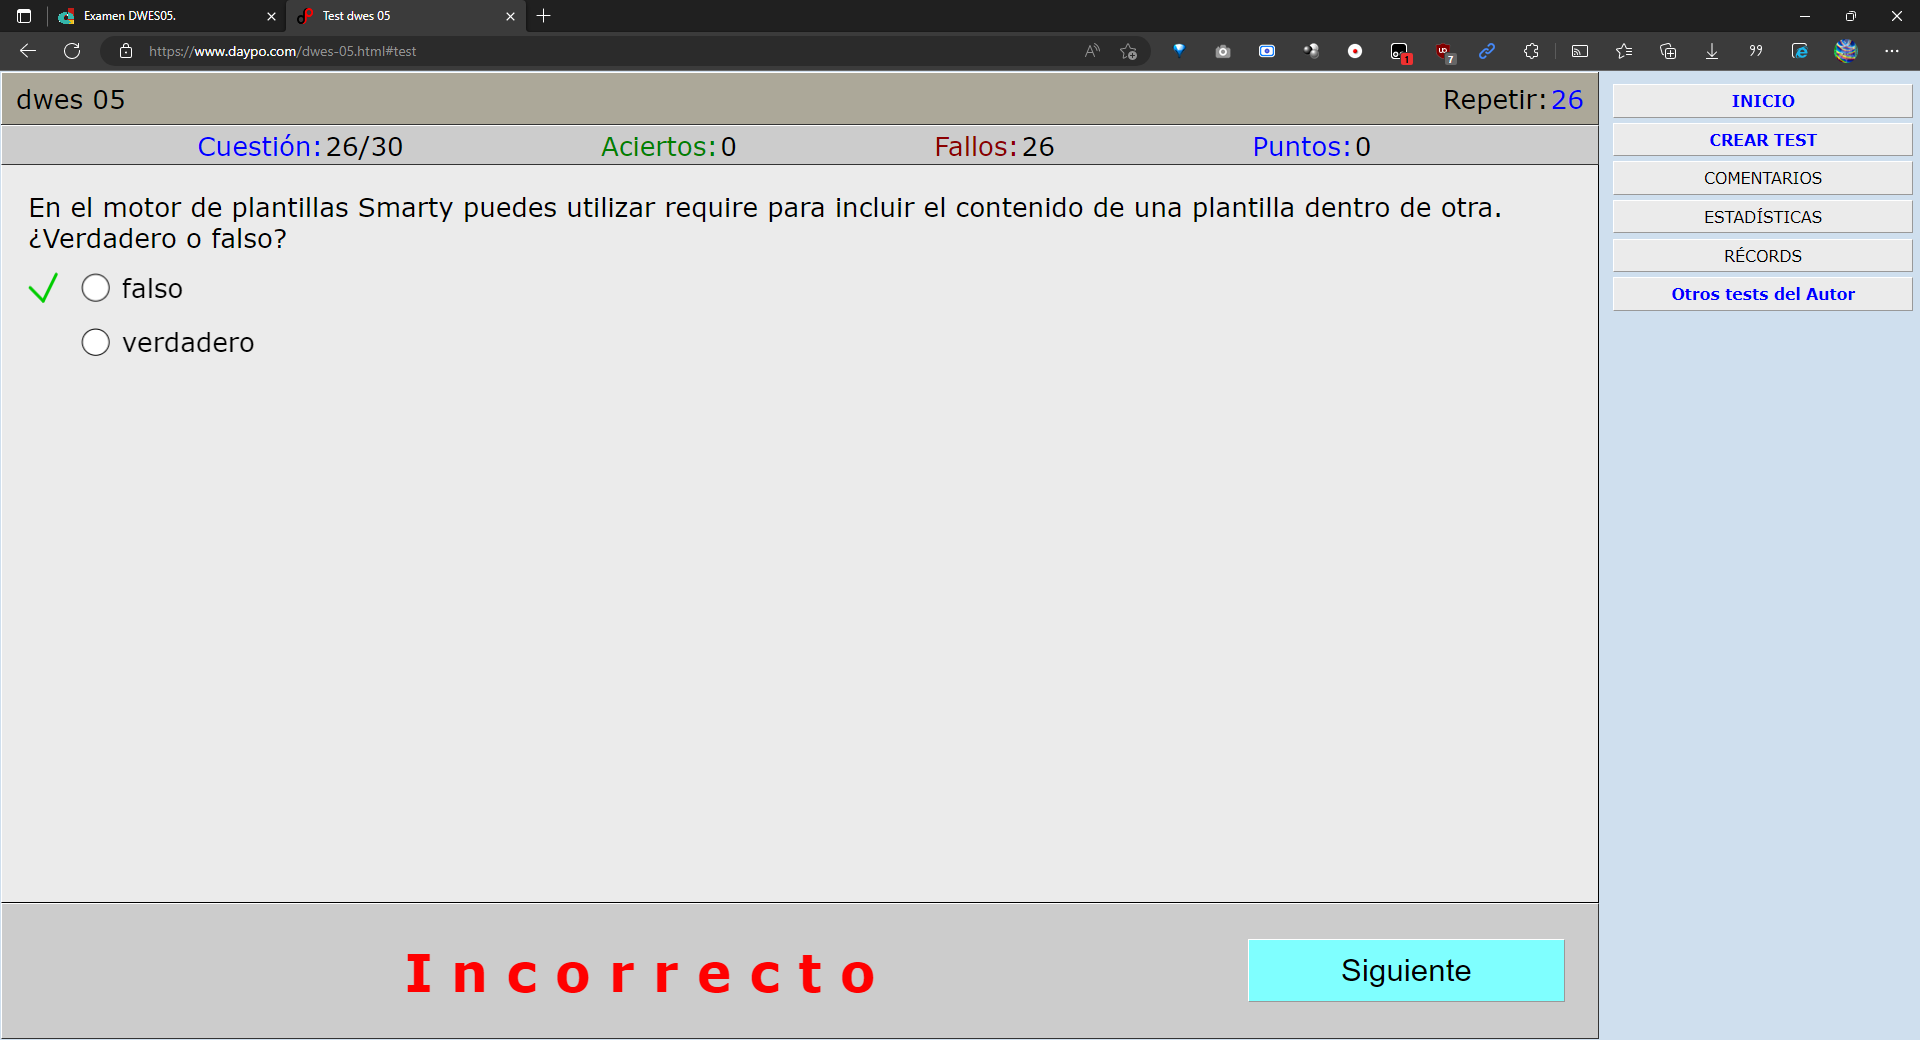 Examen DWES05.
Test dwes 05
https://www.daypo.com/dwes-05.html#test
1
7
dwes 05
Repetir: 26
Cuestión: 26/30
Aciertos: 0
Fallos: 26
Puntos: 0
En el motor de plantillas Smarty puedes utilizar require para incluir el contenido de una plantilla dentro de otra.
¿Verdadero o falso?
falso
verdadero
Incorrecto
Siguiente
INICIO
CREAR TEST
COMENTARIOS
ESTADÍSTICAS
RÉCORDS
Otros tests del Autor